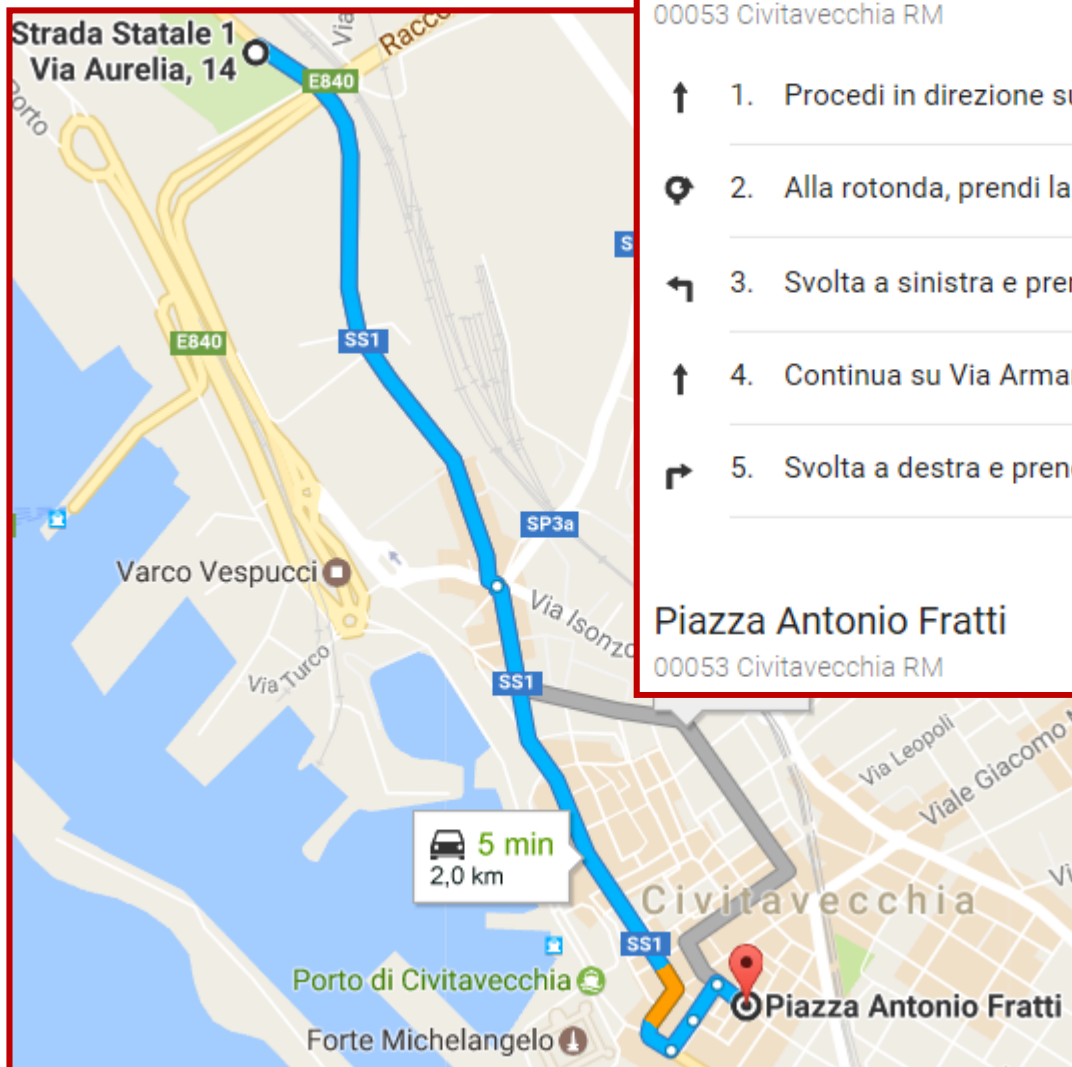 Strada Statale 1
Via Aurelia, 14
Via
Racco
E840
Porto
E840
SS1
SP3a
Varco Vespucci
Via Isonzo
Via Turco
SS1
5 min
2,0 km
Via Leopoli
Viale Giacomo
Civitavecchia
SS1
Porto di Civitavecchia
Piazza Antonio Fratti
Forte Michelangelo
00053 Civitavecchia RM
1. Procedi in direzione su
2. Alla rotonda, prendi la
3. Svolta a sinistra e pren
4. Continua su Via Arma
5. Svolta a destra e prend
Piazza Antonio Fratti
00053 Civitavecchia RM